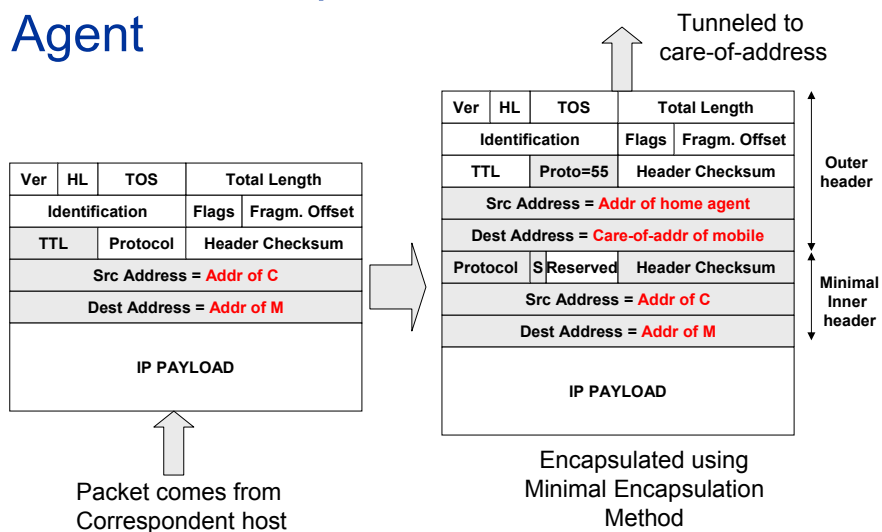 Agent
Tunneled to
care-of-address
Ver HL TOS Total Length
Identification Flags Fragm. Offset
TTL Protocol Header Checksum
Src Address = Addr of C
Dest Address = Addr of M
IP PAYLOAD
Packet comes from
Correspondent host
Ver HL TOS Total Length
Identification Flags Fragm. Offset
TTL Proto=55 Header Checksum
Src Address = Addr of home agent
Dest Address = Care-of-addr of mobile
Protocol S Reserved Header Checksum
Src Address = Addr of C
Dest Address = Addr of M
IP PAYLOAD
Outer
header
Minimal
Inner
header
Encapsulated using
Minimal Encapsulation
Method